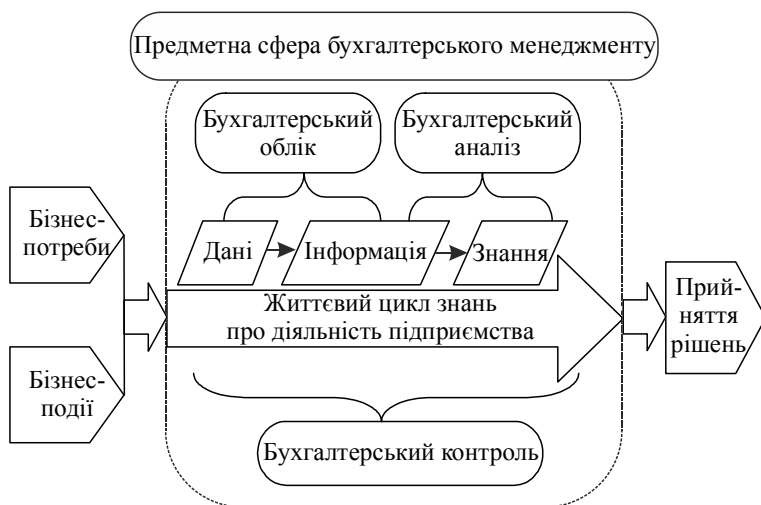 Предметна сфера бухгалтерського менеджменту
Бухгалтерський
облік
Бухгалтерський
аналіз
Бізнес-
потреби
Дані
Інформація
Знання
Життєвий цикл знань
про діяльність підприємства
Прий-
няття
рішень
Бізнес-
події
Бухгалтерський контроль